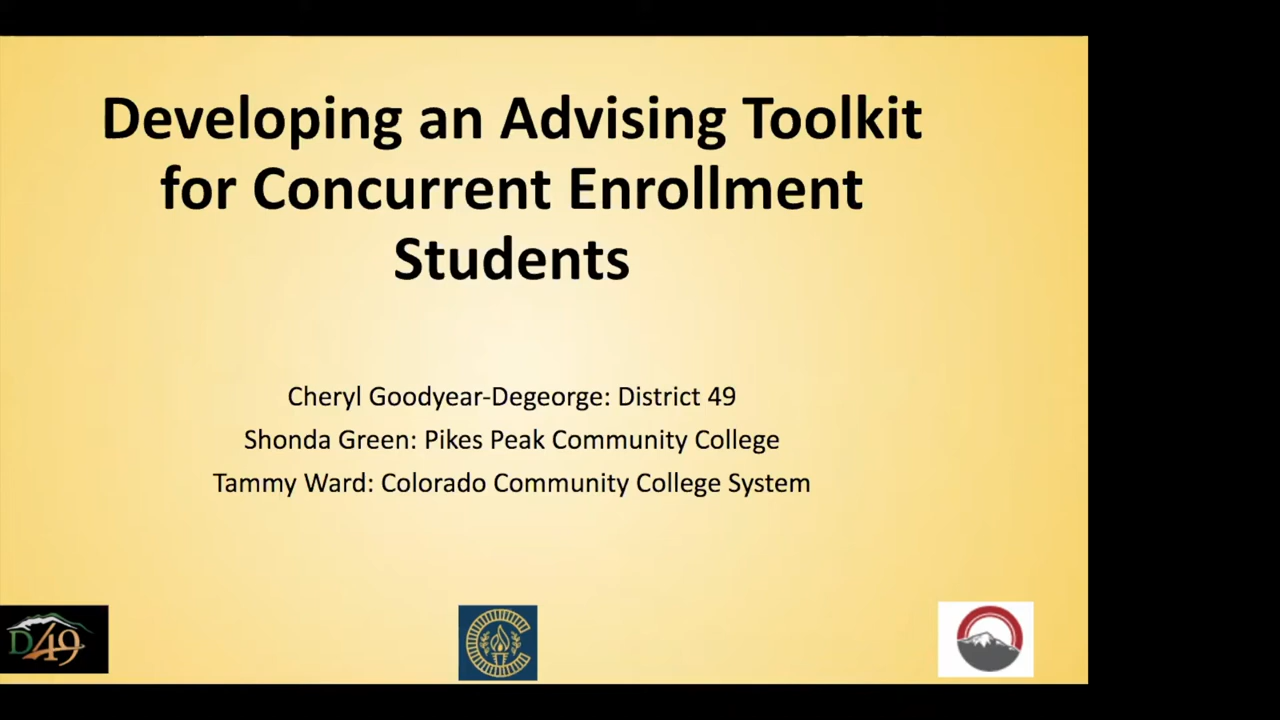 Developing an Advising Toolkit
for Concurrent Enrollment
Students
Cheryl Goodyear-Degeorge: District 49
Shonda Green: Pikes Peak Community College
Tammy Ward: Colorado Community College System
D49